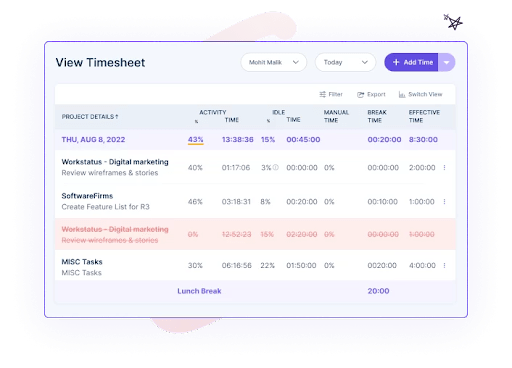 View Timesheet
Mohit Malik
Today
+ Add Time
Filter Export Switch View
PROJECT DETAILS↑ ACTIVITY IDLE MANUAL BREAK EFFECTIVE
% TIME % TIME TIME TIME TIME
THU, AUG 8, 2022 43% 13:38:36 15% 00:45:00 00:20:00 8:30:00
Workstatus - Digital marketing
Review wireframes & stories
40% 01:17:06 3% 00:00:00 0% 00:00:00 2:00:00
SoftwareFirms
Create Feature List for R3
46% 03:18:31 8% 00:20:00 0% 00:10:00 1:00:00
Workstatus - Digital marketing
Review wireframes & stories
0% 12:52:23 15% 02:20:00 0% 00:00:00 1:00:00
MISC Tasks
MISC Tasks
30% 06:16:56 22% 01:50:00 0% 0020:00 4:00:00
Lunch Break 20:00